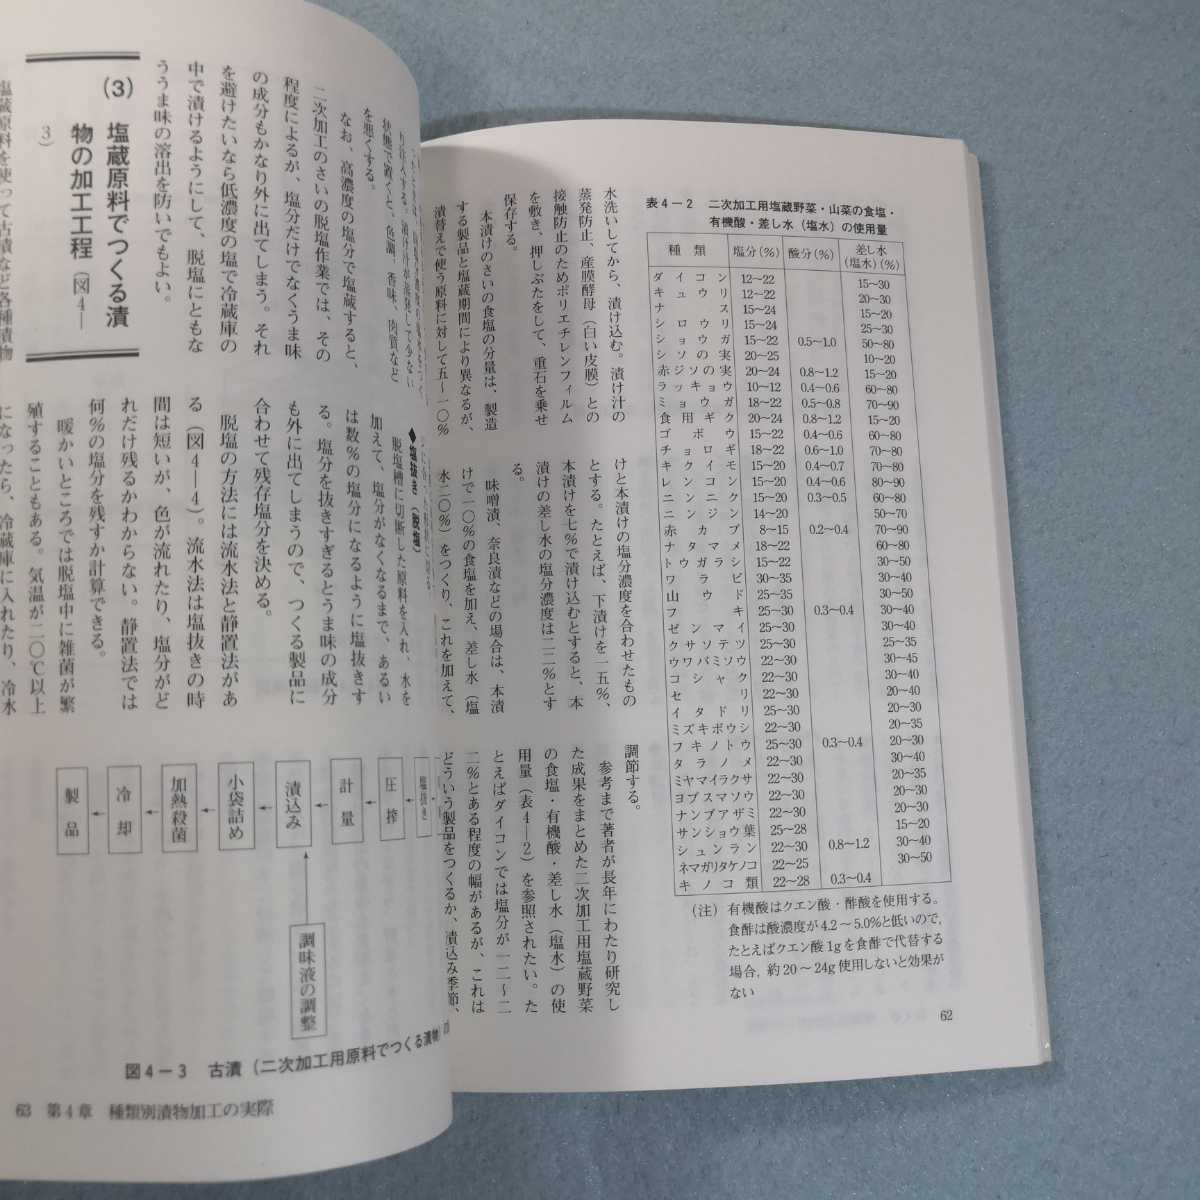 表4-2 二次加工用塩蔵野菜・山菜の食塩・
有機酸・差し水（塩水）の使用量
種類 塩分(%) 酸分(%) 差し水(塩水)(%)
ダイコン 12〜22 15〜30
キュウリ 12〜22 20〜30
ナス 15〜24 15〜20
シロウリ 15〜24 25〜30
ショウガ 15〜22 0.5〜1.0 50〜80
シソの実 20〜25 10〜20
赤ジソの実 20〜24 0.8〜1.2 15〜20
ラッキョウ 10〜12 0.4〜0.6 60〜80
ミョウガ 18〜22 0.5〜0.8 70〜90
食用ギク 20〜24 0.8〜1.2 15〜20
ゴボウ 15〜22 0.4〜0.6 60〜80
チョロギ 18〜22 0.6〜1.0 70〜80
キクイモ 15〜20 0.4〜0.7 70〜80
レンコン 15〜20 0.4〜0.6 80〜90
ニンニク 15〜20 0.3〜0.5 60〜80
ニンジン 14〜20 50〜70
赤カブ 8〜15 0.2〜0.4 70〜90
ナタマメ 18〜22 60〜80
トウガラシ 15〜22 30〜50
ワラビ 30〜35 30〜40
山ウド 25〜35 30〜50
フキ 25〜30 0.3〜0.4 30〜40
ゼンマイ 25〜30 30〜40
クサソテツ 25〜30 25〜35
ウワバミソウ 22〜30 30〜45
コシャク 22〜30 30〜40
セリ 22〜30 20〜40
イタドリ 25〜30 20〜30
ミズキボウシ 22〜30 20〜35
フキノトウ 25〜30 0.3〜0.4 20〜30
タラノメ 22〜30 30〜40
ミヤマイラクサ 22〜30 20〜35
ヨブスマソウ 22〜30 20〜30
ナンブアザミ 22〜30 20〜30
サンショウ葉 25〜28 15〜20
シュンラン 22〜30 0.8〜1.2 30〜40
ネマガリタケノコ 22〜25 30〜50
キノコ類 22〜28 0.3〜0.4
（注） 有機酸はクエン酸・酢酸を使用する。
食酢は酸濃度が4.2〜5.0%と低いので,
たとえばクエン酸1gを食酢で代替する
場合, 約20〜24g使用しないと効果が
ない
水洗いしてから、漬け込む。漬け汁の
蒸発防止、産膜酵母（白い皮膜）との
接触防止のためポリエチレンフィルム
を敷き、押しぶたをして、重石を乗せ
保存する。
本漬けのさいの食塩の分量は、製造
する製品と塩蔵期間により異なるが、
漬替えで使う原料に対して五〜一〇%
けと本漬けの塩分濃度を合わせたもの
とする。たとえば、下漬けを一五%、
本漬けを七%で漬け込むとすると、本
漬けの差し水の塩分濃度は二二%とす
る。
味噌漬、奈良漬などの場合は、本漬
けで一〇%の食塩を加え、差し水（塩
水二〇%）をつくり、これを加えて、
調節する。
参考まで著者が長年にわたり研究し
た成果をまとめた二次加工用塩蔵野菜
の食塩・有機酸・差し水（塩水）の使
用量（表4-2）を参照されたい。た
とえばダイコンでは塩分が一二〜二
二%とある程度の幅があるが、これは
どういう製品をつくるか、漬込み季節、
62
状態で置くと、色調、香味、肉質など
を悪くする。
なお、高濃度の塩分で塩蔵すると、
二次加工のさいの脱塩作業では、その
程度によるが、塩分だけでなくうま味
の成分もかなり外に出てしまう。それ
を避けたいなら低濃度の塩で冷蔵庫の
中で漬けるようにして、脱塩にともな
ううま味の溶出を防いでもよい。
(3) 塩蔵原料でつくる漬
物の加工工程（図4-
3）
塩蔵原料を使って古漬など各種漬物
◆塩抜き（脱塩）
脱塩槽に切断した原料を入れ、水を
加えて、塩分がなくなるまで、あるい
は数%の塩分になるように塩抜きす
る。塩分を抜きすぎるとうま味の成分
も外に出てしまうので、つくる製品に
合わせて残存塩分を決める。
脱塩の方法には流水法と静置法があ
る（図4-4）。流水法は塩抜きの時
間は短いが、色が流れたり、塩分がど
れだけ残るかわからない。静置法では
何%の塩分を残すか計算できる。
暖かいところでは脱塩中に雑菌が繁
殖することもある。気温が二〇℃以上
になったら、冷蔵庫に入れたり、冷水
塩抜き
圧搾
計量
漬込み
小袋詰め
加熱殺菌
冷却
製品
調味液の調整
図4-3 古漬（二次加工用原料でつくる漬物）
63 第4章 種類別漬物加工の実際